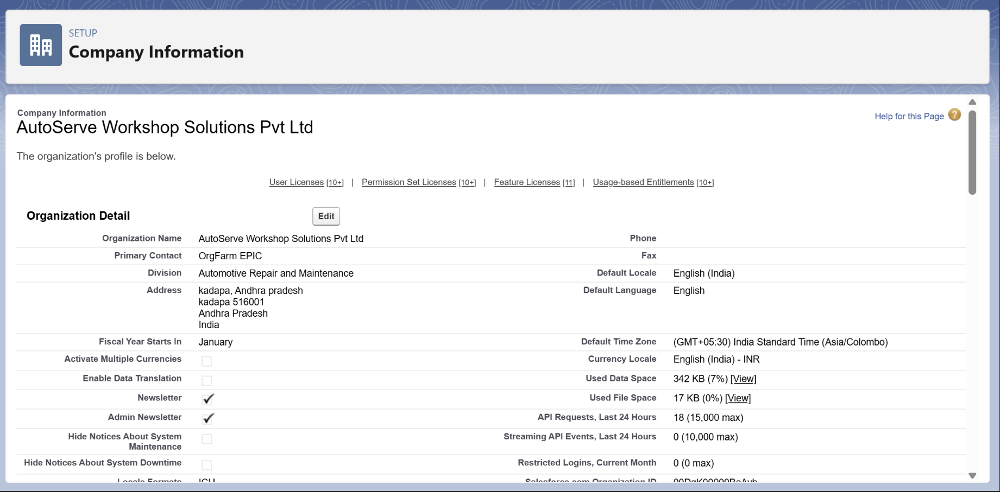 SETUP
Company Information
Company Information
AutoServe Workshop Solutions Pvt Ltd
Help for this Page ?
The organization's profile is below.
User Licenses [10+] | Permission Set Licenses [10+] | Feature Licenses [11] | Usage-based Entitlements [10+]
Organization Detail Edit
Organization Name AutoServe Workshop Solutions Pvt Ltd Phone
Primary Contact OrgFarm EPIC Fax
Division Automotive Repair and Maintenance Default Locale English (India)
Address kadapa, Andhra pradesh Default Language English
kadapa 516001
Andhra Pradesh
India
Fiscal Year Starts In January Default Time Zone (GMT+05:30) India Standard Time (Asia/Colombo)
Activate Multiple Currencies Currency Locale English (India) - INR
Enable Data Translation Used Data Space 342 KB (7%) [View]
Newsletter Used File Space 17 KB (0%) [View]
Admin Newsletter API Requests, Last 24 Hours 18 (15,000 max)
Hide Notices About System Streaming API Events, Last 24 Hours 0 (10,000 max)
Maintenance
Hide Notices About System Downtime Restricted Logins, Current Month 0 (0 max)
Locale Formats ICU Salesforce.com Organization ID